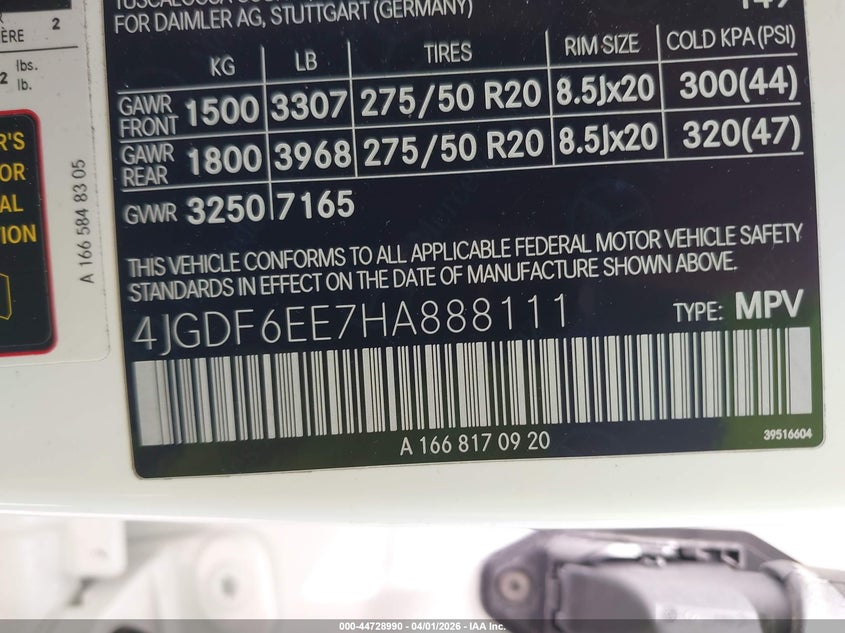 FOR DAIMLER AG, STUTTGART (GERMANY)
KG LB TIRES RIM SIZE COLD KPA(PSI)
GAWR FRONT 1500 3307 275/50 R20 8.5Jx20 300(44)
GAWR REAR 1800 3968 275/50 R20 8.5Jx20 320(47)
GVWR 3250 7165
THIS VEHICLE CONFORMS TO ALL APPLICABLE FEDERAL MOTOR VEHICLE SAFETY
STANDARDS IN EFFECT ON THE DATE OF MANUFACTURE SHOWN ABOVE.
4JGDF6EE7HA888111 TYPE: MPV
A 166 817 09 20
39516604
2
lbs.
lb.
A 166 584 83 05
000-44728990 - 04/01/2026 - IAA Inc.